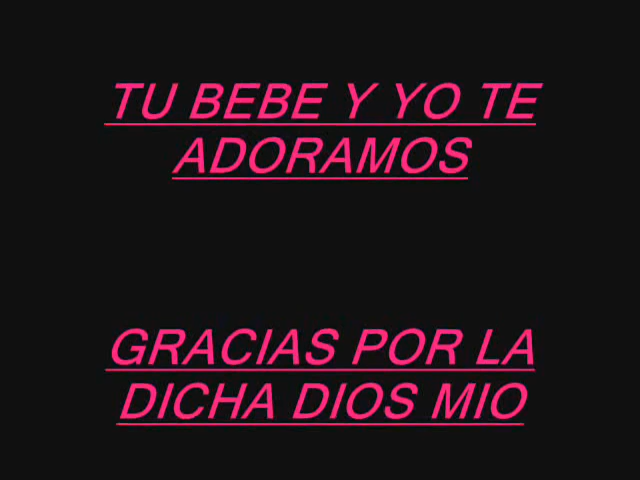 TU BEBE Y YO TE
ADORAMOS
GRACIAS POR LA
DICHA DIOS MIO